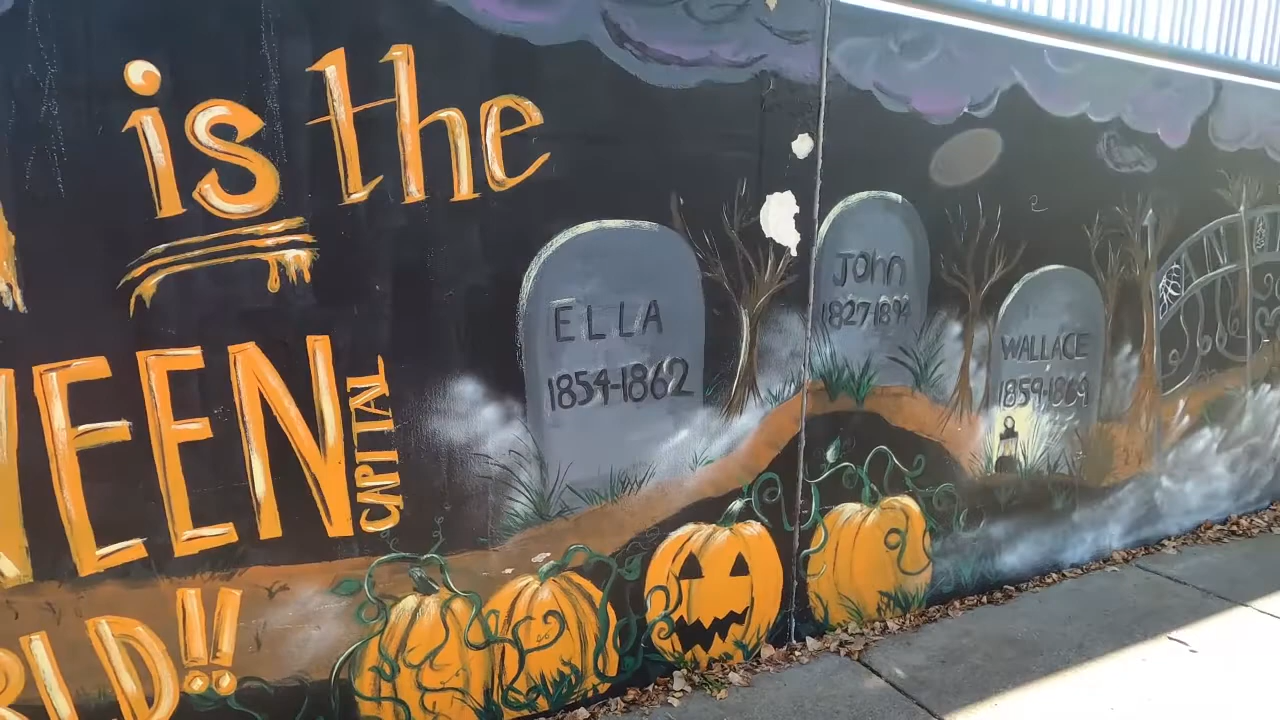 is the
EEN
CAPITAL
!!
ELLA
1854-1862
John
1827-1894
WALLACE
1859-1869